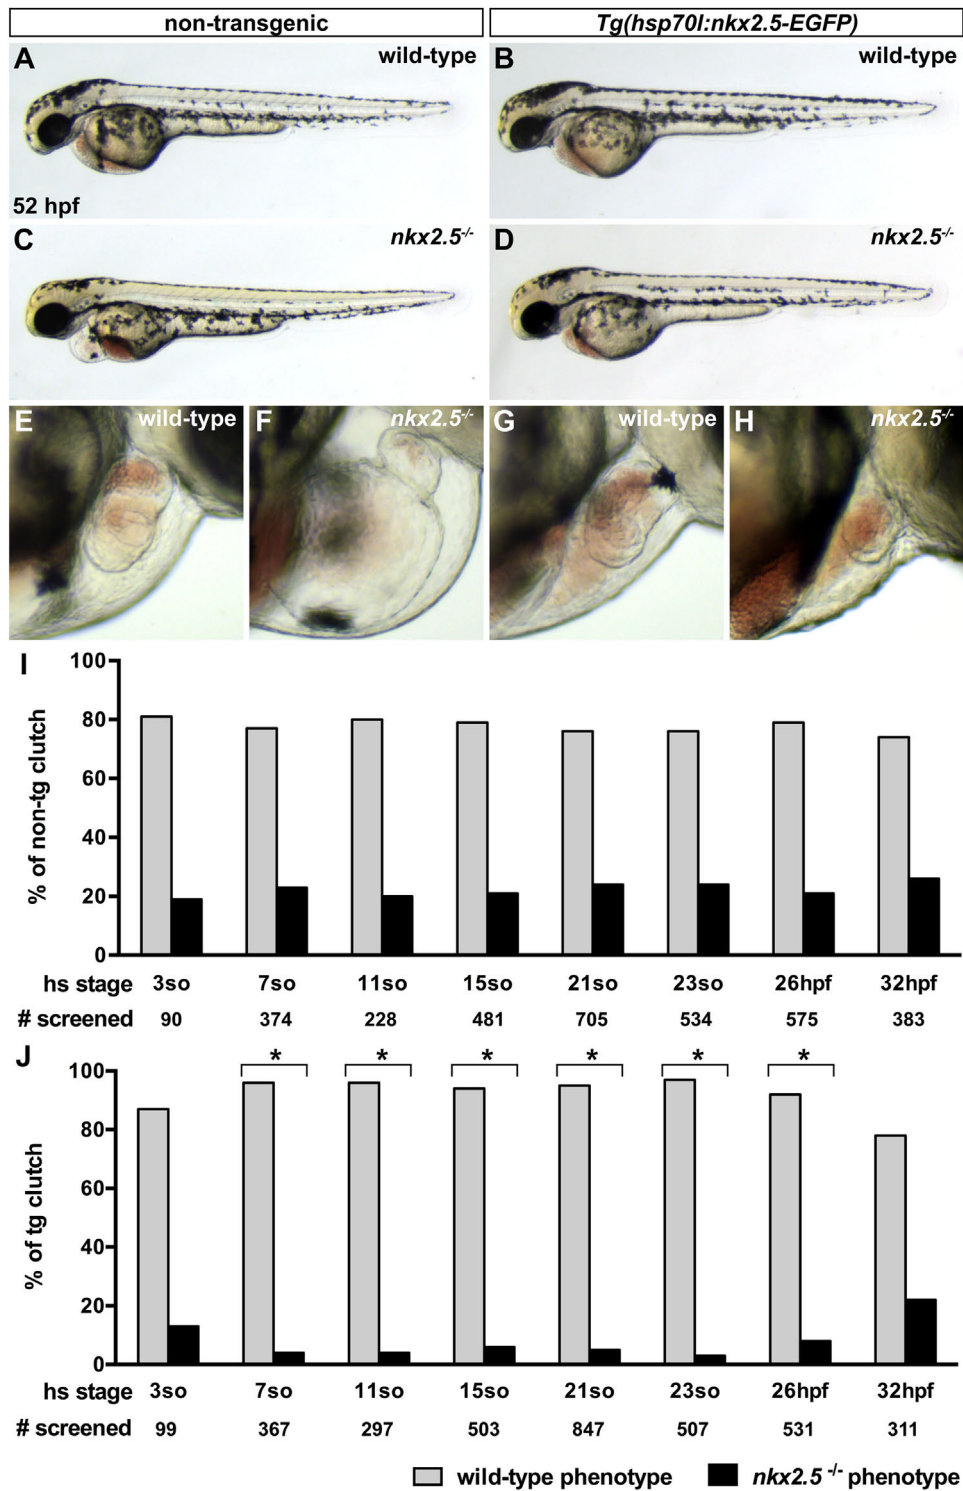 non-transgenic
Tg(hsp70l:nkx2.5-EGFP)
A wild-type
B wild-type
52 hpf
C nkx2.5-/-
D nkx2.5-/-
E wild-type
F nkx2.5-/-
G wild-type
H nkx2.5-/-
I
100
80
60
40
20
0
% of non-tg clutch
hs stage 3so 7so 11so 15so 21so 23so 26hpf 32hpf
# screened 90 374 228 481 705 534 575 383
J
* * * * * *
100
80
60
40
20
0
% of tg clutch
hs stage 3so 7so 11so 15so 21so 23so 26hpf 32hpf
# screened 99 367 297 503 847 507 531 311
wild-type phenotype nkx2.5 -/- phenotype